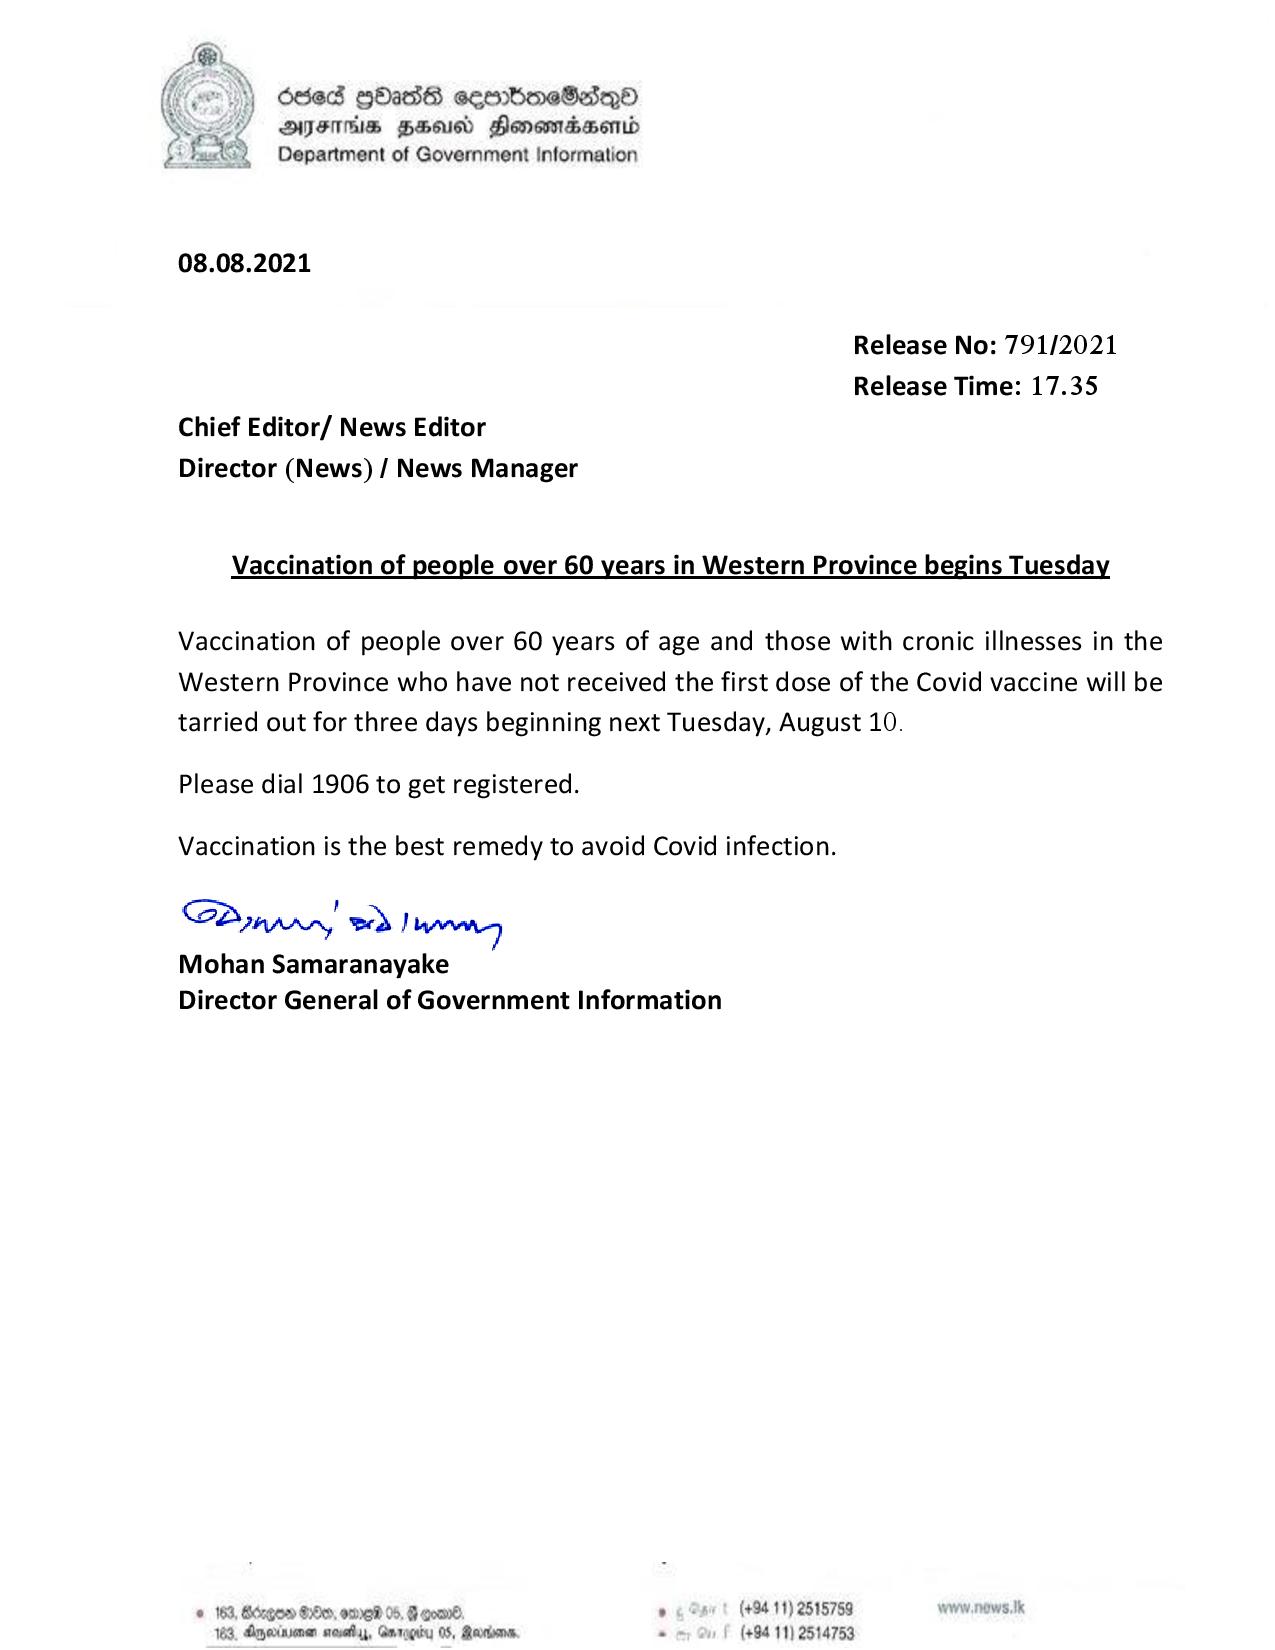 රජයේ ප්‍රවෘත්ති දෙපාර්තමේන්තුව
அரசாங்க தகவல் திணைக்களம்
Department of Government Information
08.08.2021
Release No: 791/2021
Release Time: 17.35
Chief Editor/ News Editor
Director (News) / News Manager
Vaccination of people over 60 years in Western Province begins Tuesday
Vaccination of people over 60 years of age and those with cronic illnesses in the
Western Province who have not received the first dose of the Covid vaccine will be
tarried out for three days beginning next Tuesday, August 10.
Please dial 1906 to get registered.
Vaccination is the best remedy to avoid Covid infection.
Mohan Samaranayake
Director General of Government Information
163, කිරුලපන මාවත, කොළඹ 05, ශ්‍රී ලංකාව.
163, கிருலப்பனை எவனியூ, கொழும்பு 05, இலங்கை.
(+94 11) 2515759
(+94 11) 2514753
www.news.lk